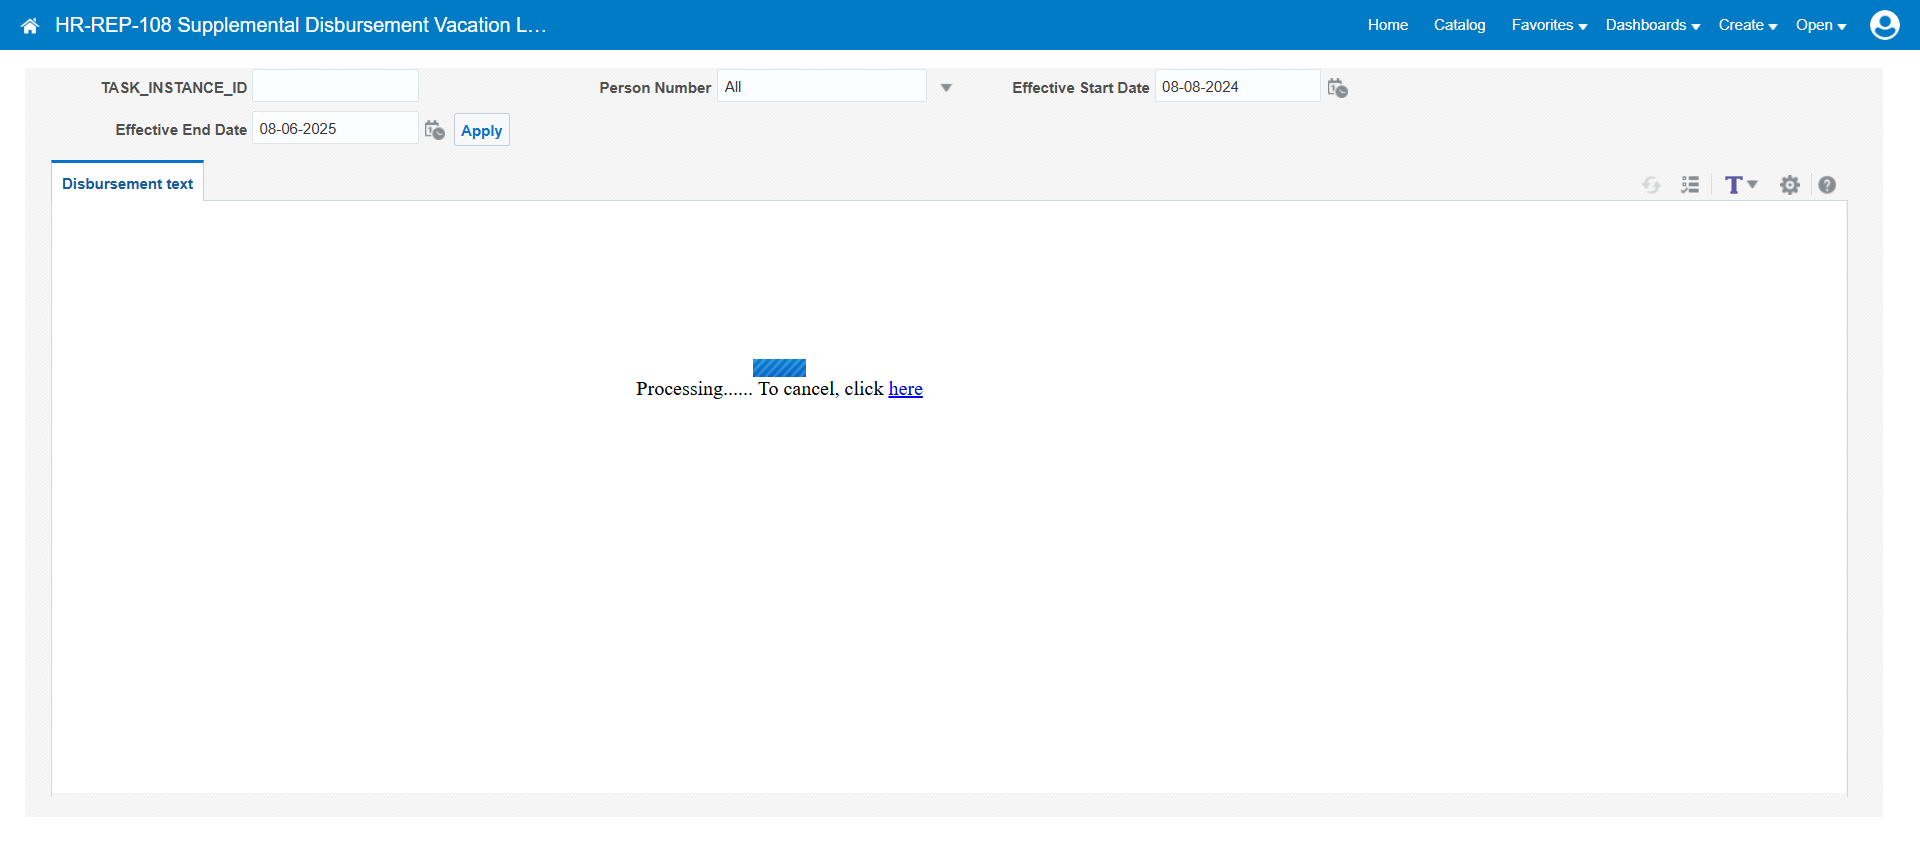 HR-REP-108 Supplemental Disbursement Vacation L...
Home Catalog Favorites Dashboards Create Open
TASK_INSTANCE_ID Person Number All Effective Start Date 08-08-2024
Effective End Date 08-06-2025 Apply
Disbursement text
T
Processing...... To cancel, click here